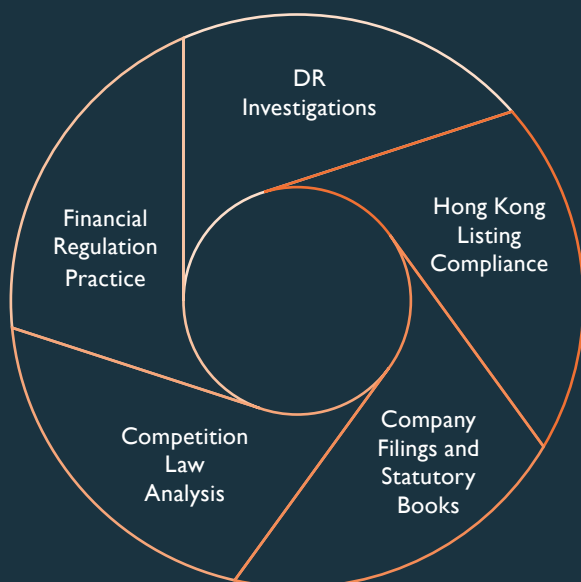 DR
Investigations
Hong Kong
Listing
Compliance
Company
Filings and
Statutory
Books
Competition
Law
Analysis
Financial
Regulation
Practice